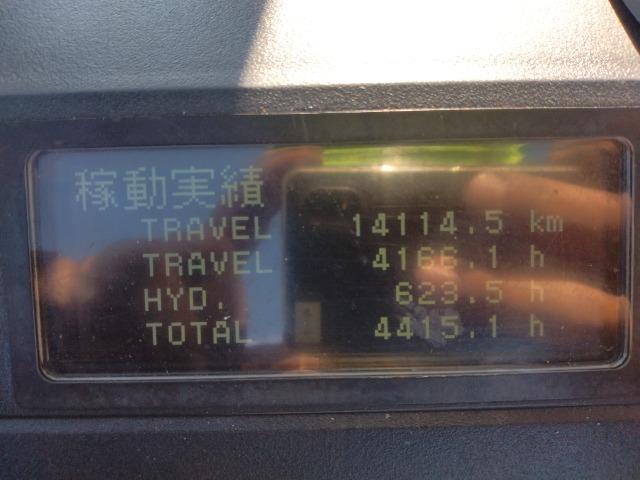 稼動実績
TRAVEL 14114.5 km
TRAVEL 4166.1 h
HYD. 623.5 h
TOTAL 4415.1 h